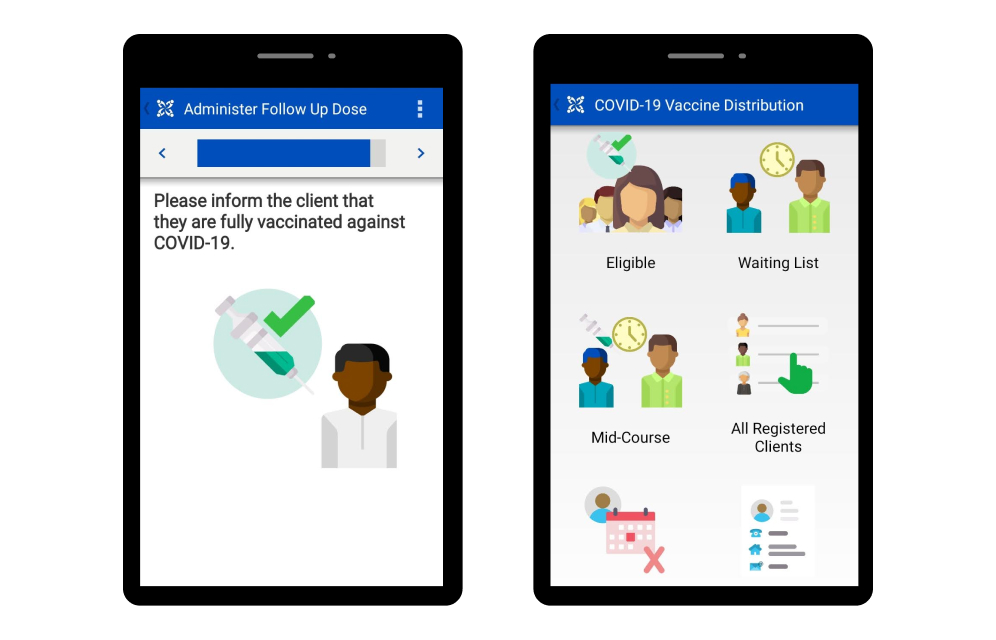 Administer Follow Up Dose
Please inform the client that
they are fully vaccinated against
COVID-19.
COVID-19 Vaccine Distribution
Eligible
Waiting List
Mid-Course
All Registered
Clients